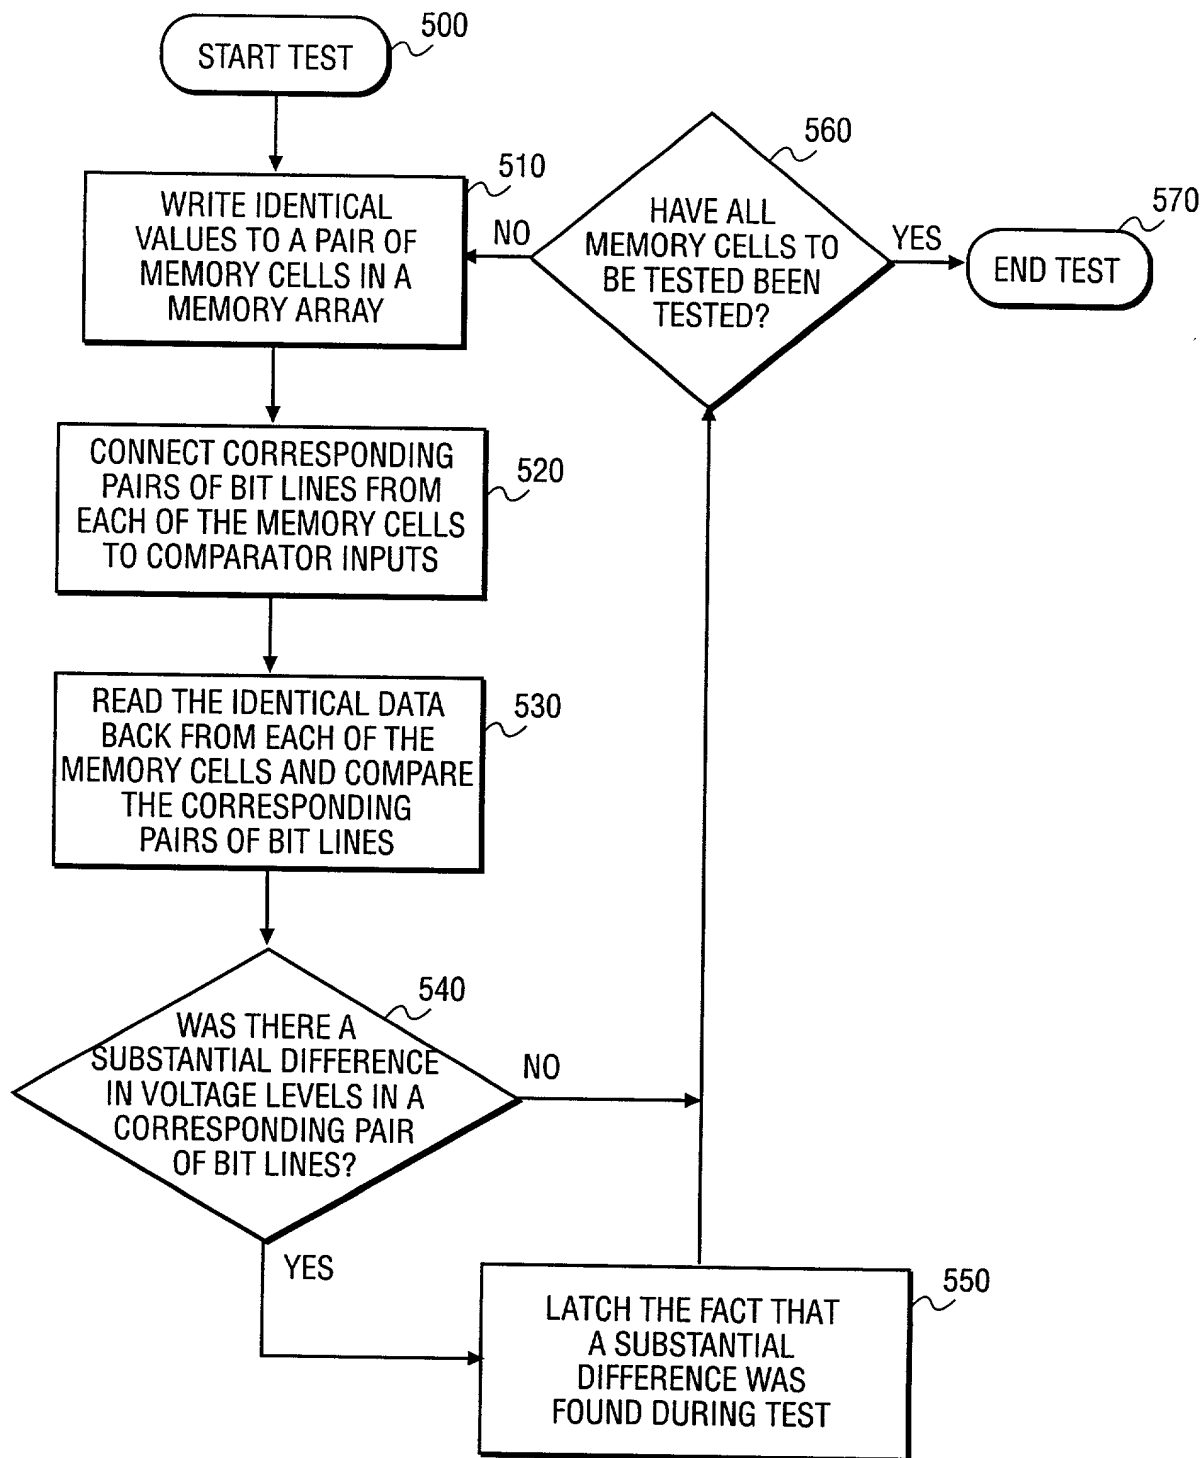 START TEST
500
WRITE IDENTICAL
VALUES TO A PAIR OF
MEMORY CELLS IN A
MEMORY ARRAY
510
CONNECT CORRESPONDING
PAIRS OF BIT LINES FROM
EACH OF THE MEMORY CELLS
TO COMPARATOR INPUTS
520
READ THE IDENTICAL DATA
BACK FROM EACH OF THE
MEMORY CELLS AND COMPARE
THE CORRESPONDING
PAIRS OF BIT LINES
530
WAS THERE A
SUBSTANTIAL DIFFERENCE
IN VOLTAGE LEVELS IN A
CORRESPONDING PAIR
OF BIT LINES?
540
NO
YES
LATCH THE FACT THAT
A SUBSTANTIAL
DIFFERENCE WAS
FOUND DURING TEST
550
HAVE ALL
MEMORY CELLS TO
BE TESTED BEEN
TESTED?
560
NO
YES
END TEST
570